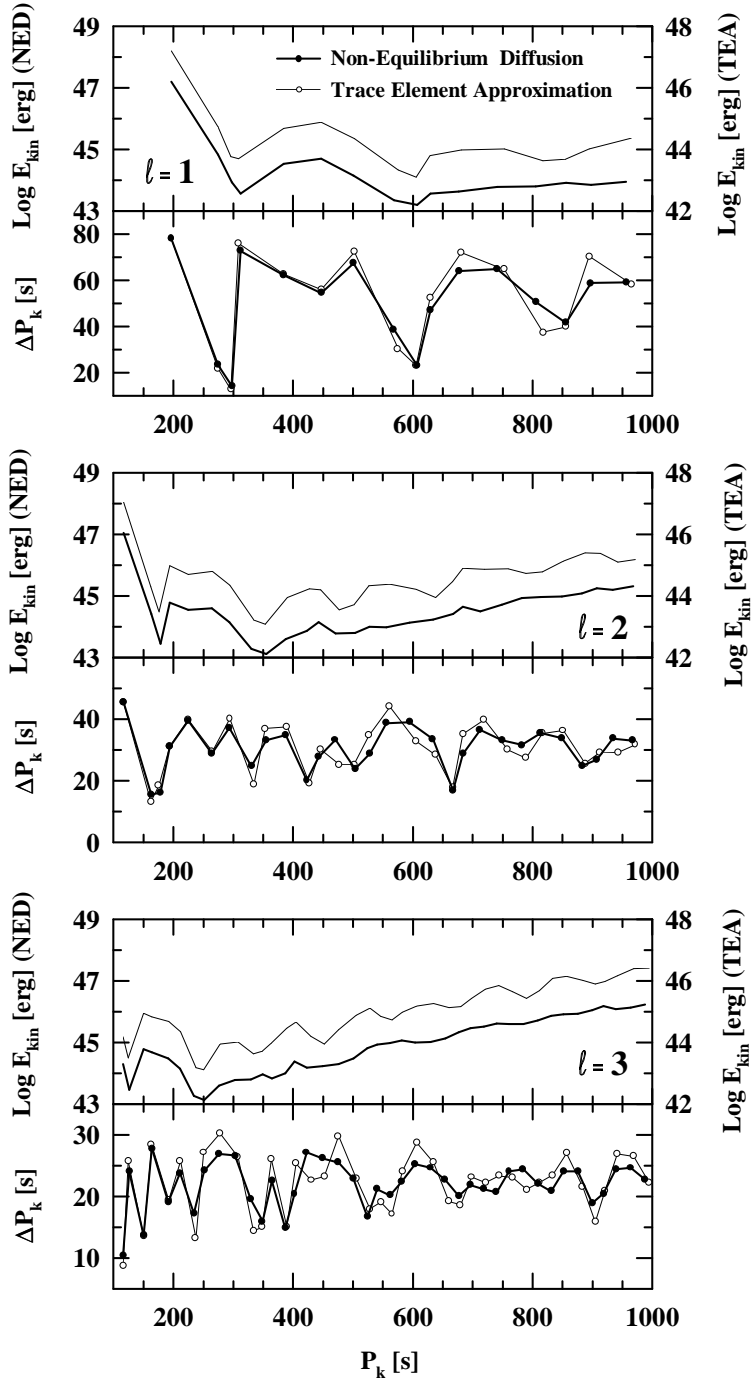 49
48
47
46
45
44
43
42
Log E_kin [erg] (NED)
Log E_kin [erg] (TEA)
Non-Equilibrium Diffusion
Trace Element Approximation
ℓ = 1
80
60
40
20
ΔP_k [s]
200 400 600 800 1000
49
48
47
46
45
44
43
42
Log E_kin [erg] (NED)
Log E_kin [erg] (TEA)
ℓ = 2
40
20
0
ΔP_k [s]
200 400 600 800 1000
49
48
47
46
45
44
43
42
Log E_kin [erg] (NED)
Log E_kin [erg] (TEA)
ℓ = 3
30
20
10
ΔP_k [s]
200 400 600 800 1000
P_k [s]